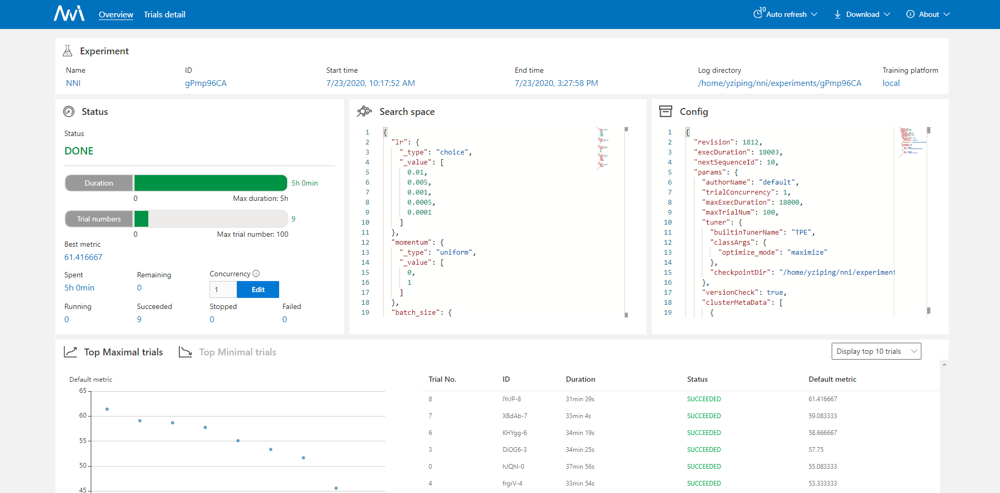 NNI Overview Trials detail 10 Auto refresh Download About
Experiment
Name ID Start time End time Log directory Training platform
NNI gPmp96CA 7/23/2020, 10:17:52 AM 7/23/2020, 3:27:58 PM /home/yziping/nni/experiments/gPmp96CA local
Status
Status
DONE
Duration 5h 0min
0 Max duration: 5h
Trial numbers 9
0 Max trial number: 100
Best metric
61.416667
Spent Remaining Concurrency
5h 0min 0 1 Edit
Running Succeeded Stopped Failed
0 9 0 0
Search space
1 {
2 "lr": {
3 "_type": "choice",
4 "_value": [
5 0.01,
6 0.005,
7 0.001,
8 0.0005,
9 0.0001
10 ]
11 },
12 "momentum": {
13 "_type": "uniform",
14 "_value": [
15 0,
16 1
17 ]
18 },
19 "batch_size": {
Config
1 {
2 "revision": 1812,
3 "execDuration": 18003,
4 "nextSequenceId": 10,
5 "params": {
6 "authorName": "default",
7 "trialConcurrency": 1,
8 "maxExecDuration": 18000,
9 "maxTrialNum": 100,
10 "tuner": {
11 "builtinTunerName": "TPE",
12 "classArgs": {
13 "optimize_mode": "maximize"
14 },
15 "checkpointDir": "/home/yziping/nni/experiment
16 },
17 "versionCheck": true,
18 "clusterMetaData": [
19 {
Top Maximal trials Top Minimal trials Display top 10 trials
Default metric
65
60
55
50
45
Trial No. ID Duration Status Default metric
8 lYrJP-8 31min 39s SUCCEEDED 61.416667
7 XBdAb-7 33min 4s SUCCEEDED 59.083333
6 KHYgg-6 34min 19s SUCCEEDED 58.666667
3 DiOG6-3 34min 25s SUCCEEDED 57.75
0 hJQhI-0 37min 56s SUCCEEDED 55.083333
4 frgrV-4 33min 54s SUCCEEDED 53.333333